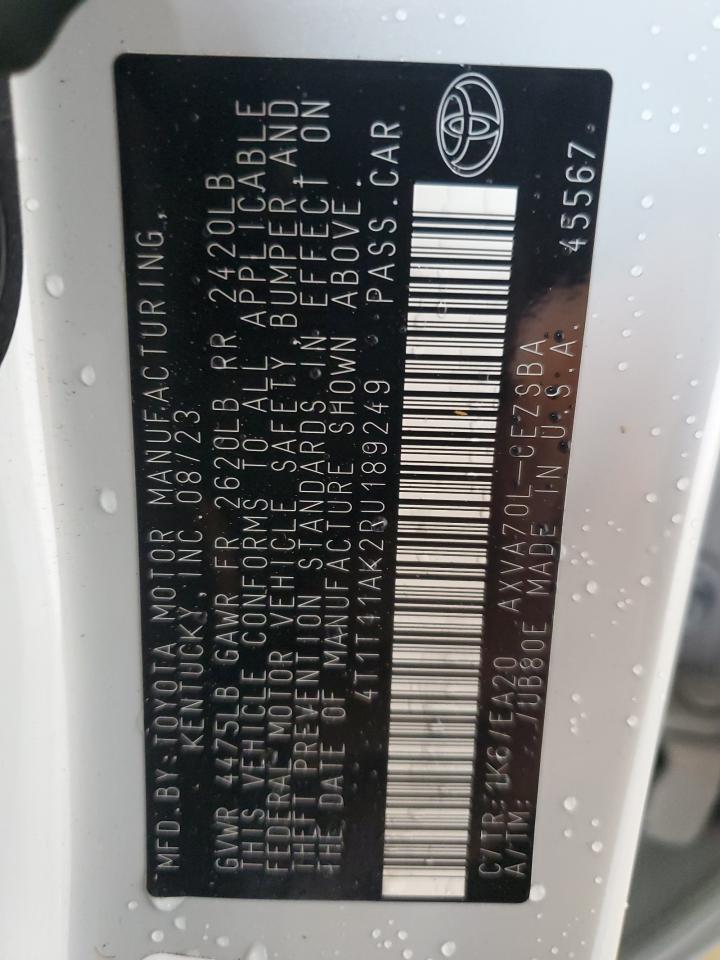 MFD.BY:TOYOTA MOTOR MANUFACTURING,
KENTUCKY, INC 08/23
GVWR 4475LB GAWR FR 2620LB RR 2420LB
THIS VEHICLE CONFORMS TO ALL APPLICABLE
FEDERAL MOTOR VEHICLE SAFETY, BUMPER AND
THEFT PREVENTION STANDARDS IN EFFECT ON
THE DATE OF MANUFACTURE SHOWN ABOVE.
4T1T11AK2RU189249 PASS.CAR
C/TR: 1K6/EA20 AXVA70L-CEZSBA
A/TM: /UB80E MADE IN U.S.A.
45567